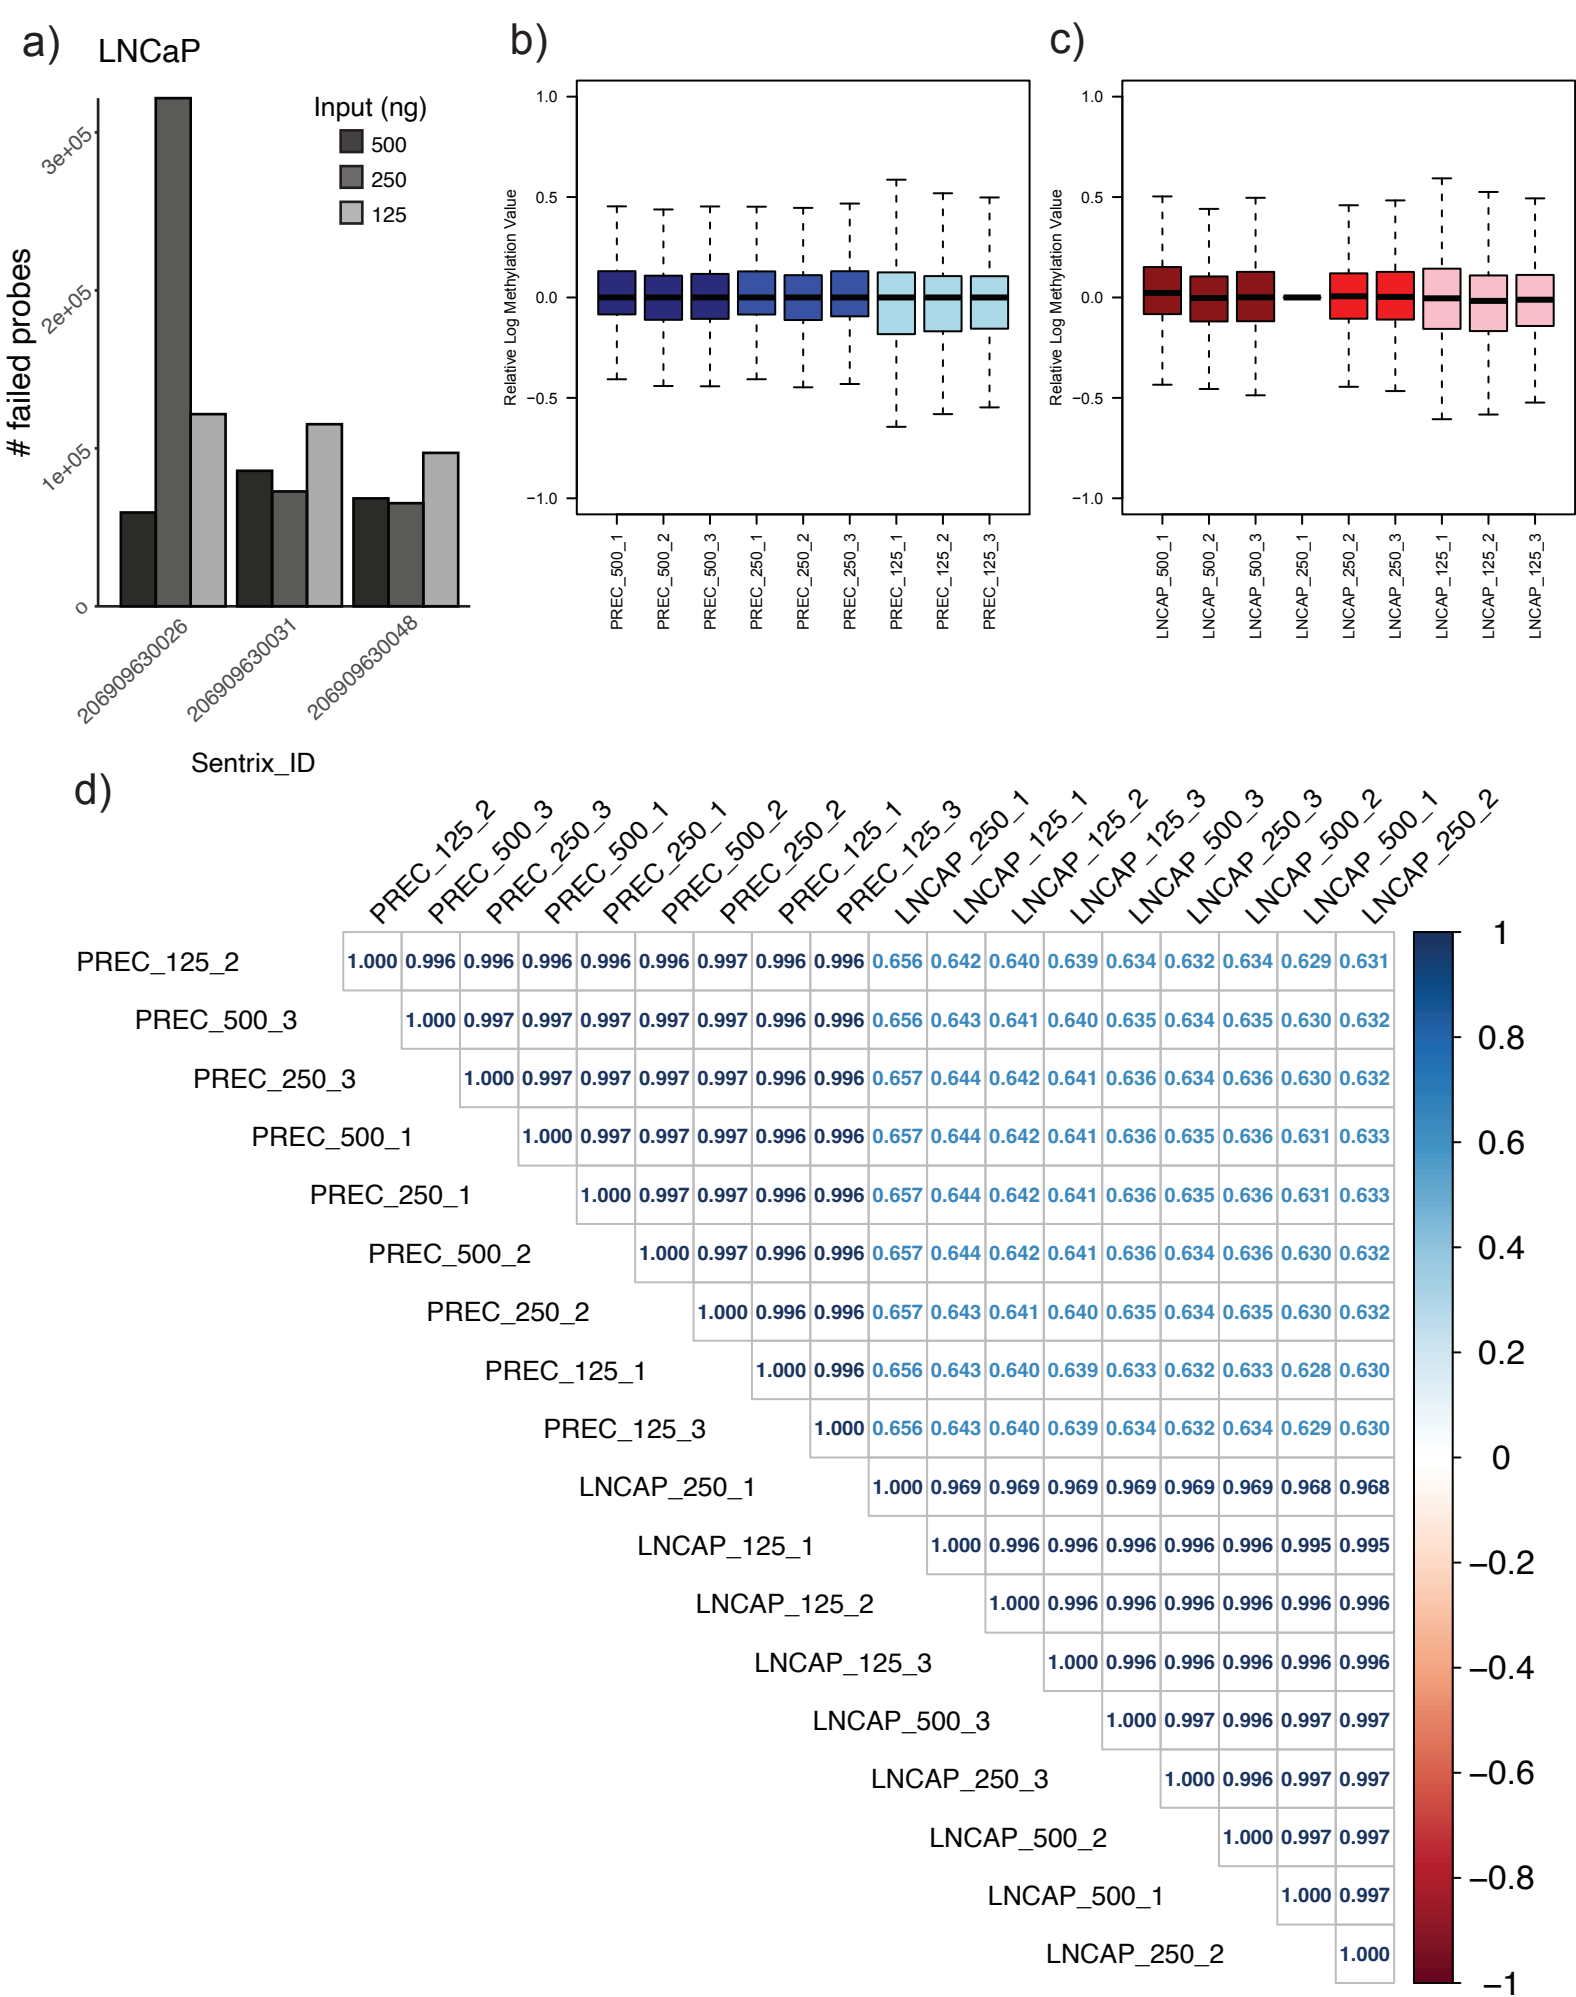 a)
LNCaP
# failed probes
3e+05
2e+05
1e+05
0
Input (ng)
500
250
125
206909630026
206909630031
206909630048
Sentrix_ID
b)
Relative Log Methylation Value
1.0
0.5
0.0
−0.5
−1.0
PREC_500_1
PREC_500_2
PREC_500_3
PREC_250_1
PREC_250_2
PREC_250_3
PREC_125_1
PREC_125_2
PREC_125_3
c)
Relative Log Methylation Value
1.0
0.5
0.0
−0.5
−1.0
LNCAP_500_1
LNCAP_500_2
LNCAP_500_3
LNCAP_250_1
LNCAP_250_2
LNCAP_250_3
LNCAP_125_1
LNCAP_125_2
LNCAP_125_3
d)
PREC_125_2
PREC_500_3
PREC_250_3
PREC_500_1
PREC_250_1
PREC_500_2
PREC_250_2
PREC_125_1
PREC_125_3
LNCAP_250_1
LNCAP_125_1
LNCAP_125_2
LNCAP_125_3
LNCAP_500_3
LNCAP_250_3
LNCAP_500_2
LNCAP_500_1
LNCAP_250_2
PREC_125_2 1.000 0.996 0.996 0.996 0.996 0.996 0.997 0.996 0.996 0.656 0.642 0.640 0.639 0.634 0.632 0.634 0.629 0.631
PREC_500_3 1.000 0.997 0.997 0.997 0.997 0.997 0.996 0.996 0.656 0.643 0.641 0.640 0.635 0.634 0.635 0.630 0.632
PREC_250_3 1.000 0.997 0.997 0.997 0.997 0.996 0.996 0.657 0.644 0.642 0.641 0.636 0.634 0.636 0.630 0.632
PREC_500_1 1.000 0.997 0.997 0.997 0.996 0.996 0.657 0.644 0.642 0.641 0.636 0.635 0.636 0.631 0.633
PREC_250_1 1.000 0.997 0.997 0.996 0.996 0.657 0.644 0.642 0.641 0.636 0.635 0.636 0.631 0.633
PREC_500_2 1.000 0.997 0.996 0.996 0.657 0.644 0.642 0.641 0.636 0.634 0.636 0.630 0.632
PREC_250_2 1.000 0.996 0.996 0.657 0.643 0.641 0.640 0.635 0.634 0.635 0.630 0.632
PREC_125_1 1.000 0.996 0.656 0.643 0.640 0.639 0.633 0.632 0.633 0.628 0.630
PREC_125_3 1.000 0.656 0.643 0.640 0.639 0.634 0.632 0.634 0.629 0.630
LNCAP_250_1 1.000 0.969 0.969 0.969 0.969 0.969 0.969 0.968 0.968
LNCAP_125_1 1.000 0.996 0.996 0.996 0.996 0.996 0.995 0.995
LNCAP_125_2 1.000 0.996 0.996 0.996 0.996 0.996 0.996
LNCAP_125_3 1.000 0.996 0.996 0.996 0.996 0.996
LNCAP_500_3 1.000 0.997 0.996 0.997 0.997
LNCAP_250_3 1.000 0.996 0.997 0.997
LNCAP_500_2 1.000 0.997 0.997
LNCAP_500_1 1.000 0.997
LNCAP_250_2 1.000
1
0.8
0.6
0.4
0.2
0
−0.2
−0.4
−0.6
−0.8
−1